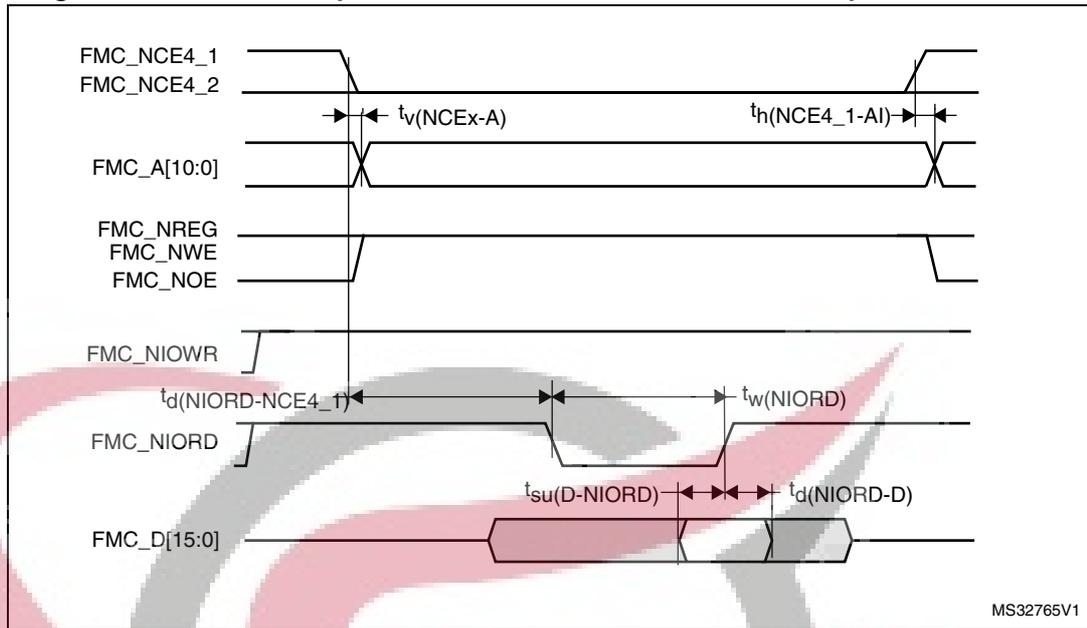 FMC_NCE4_1
FMC_NCE4_2
tv(NCEx-A)
th(NCE4_1-AI)
FMC_A[10:0]
FMC_NREG
FMC_NWE
FMC_NOE
FMC_NIOWR
td(NIORD-NCE4_1)
tw(NIORD)
FMC_NIORD
tsu(D-NIORD)
td(NIORD-D)
FMC_D[15:0]
MS32765V1